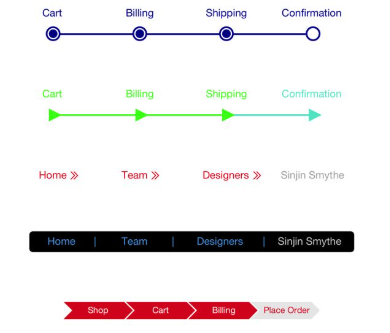 Cart Billing Shipping Confirmation
Cart Billing Shipping Confirmation
Home » Team » Designers » Sinjin Smythe
Home | Team | Designers | Sinjin Smythe
Shop Cart Billing Place Order